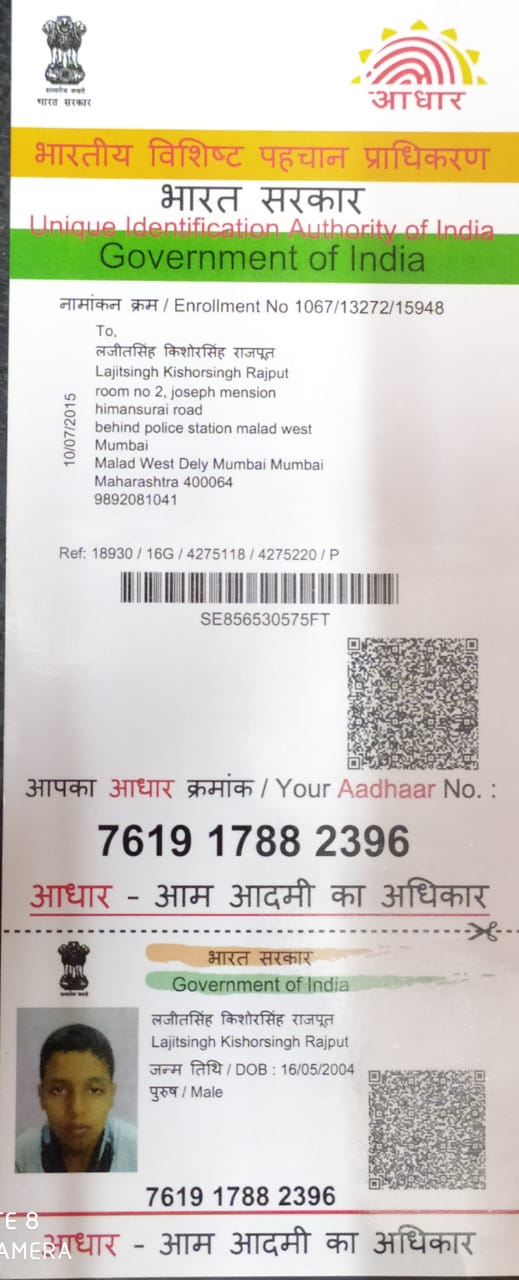 सत्यमेव जयते
भारत सरकार
आधार
भारतीय विशिष्ट पहचान प्राधिकरण
भारत सरकार
Unique Identification Authority of India
Government of India
नामांकन क्रम / Enrollment No 1067/13272/15948
To,
लजीतसिंह किशोरसिंह राजपूत
Lajitsingh Kishorsingh Rajput
room no 2, joseph mension
himansurai road
behind police station malad west
Mumbai
Malad West Dely Mumbai Mumbai
Maharashtra 400064
9892081041
10/07/2015
Ref: 18930 / 16G / 4275118 / 4275220 / P
SE856530575FT
आपका आधार क्रमांक / Your Aadhaar No. :
7619 1788 2396
आधार - आम आदमी का अधिकार
भारत सरकार
Government of India
लजीतसिंह किशोरसिंह राजपूत
Lajitsingh Kishorsingh Rajput
जन्म तिथि / DOB : 16/05/2004
पुरुष / Male
7619 1788 2396
TE 8
AMERA
आधार - आम आदमी का अधिकार